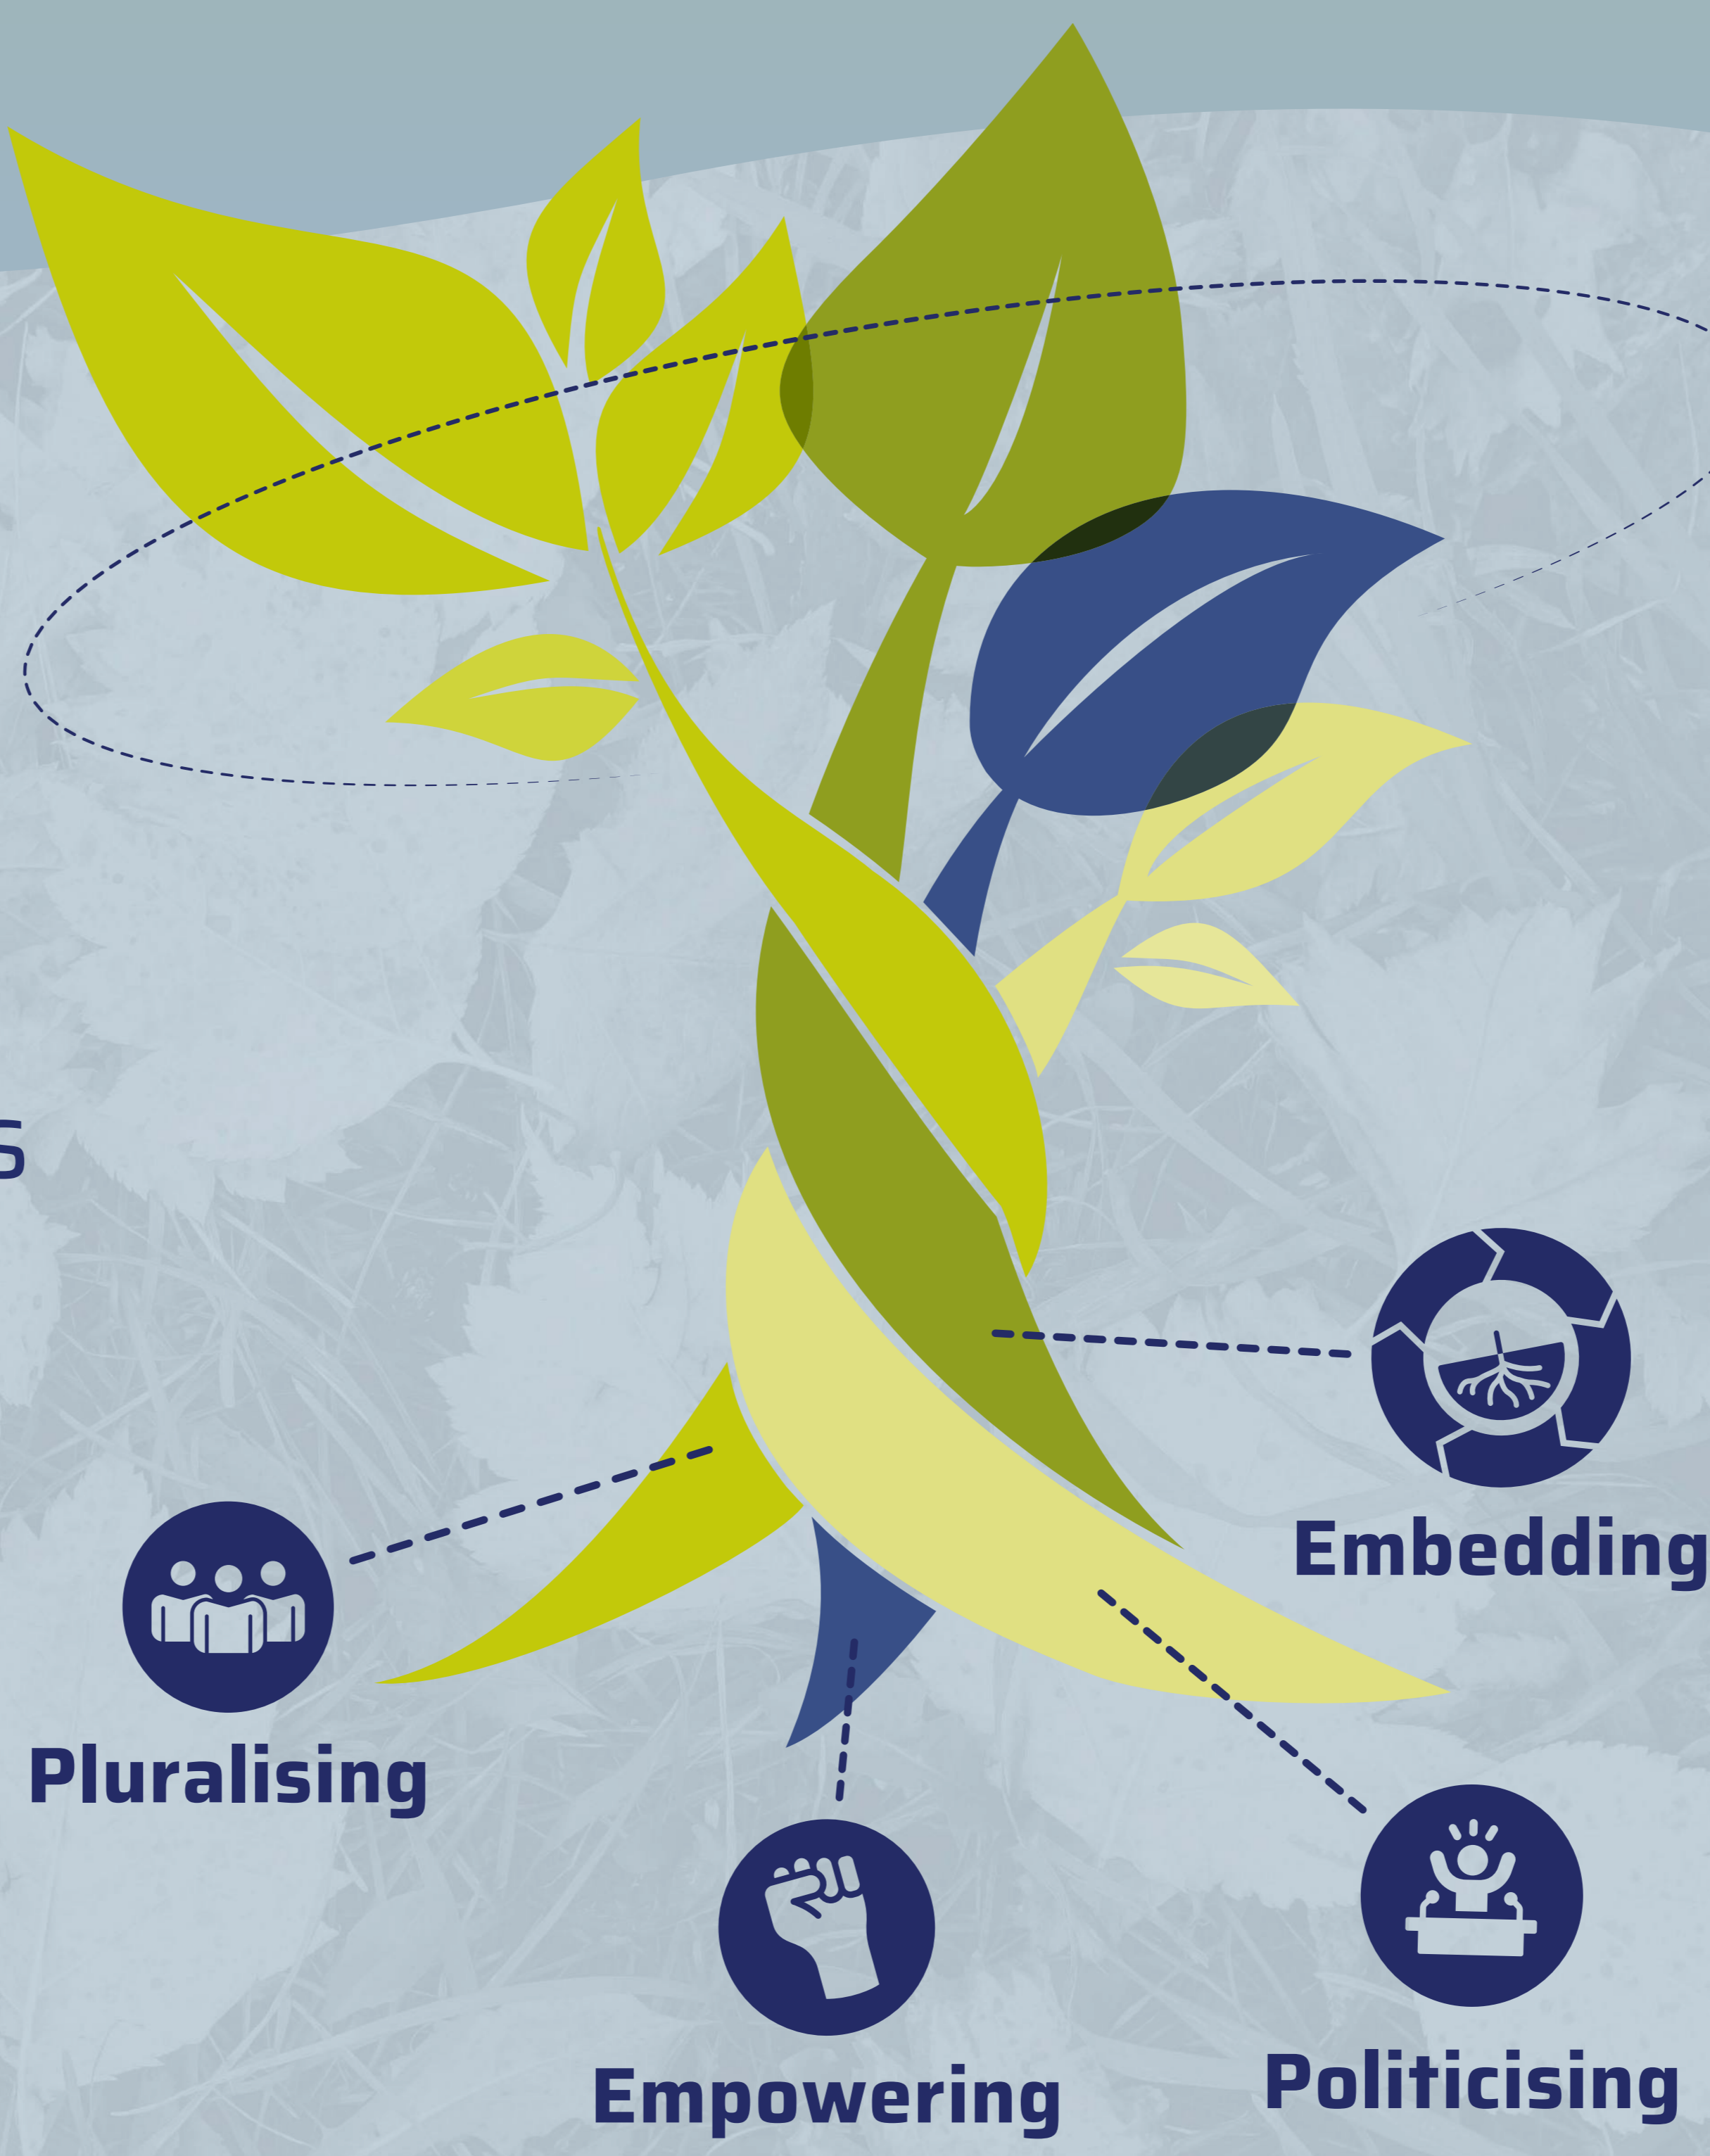 s
Embedding
Pluralising
Empowering
Politicising